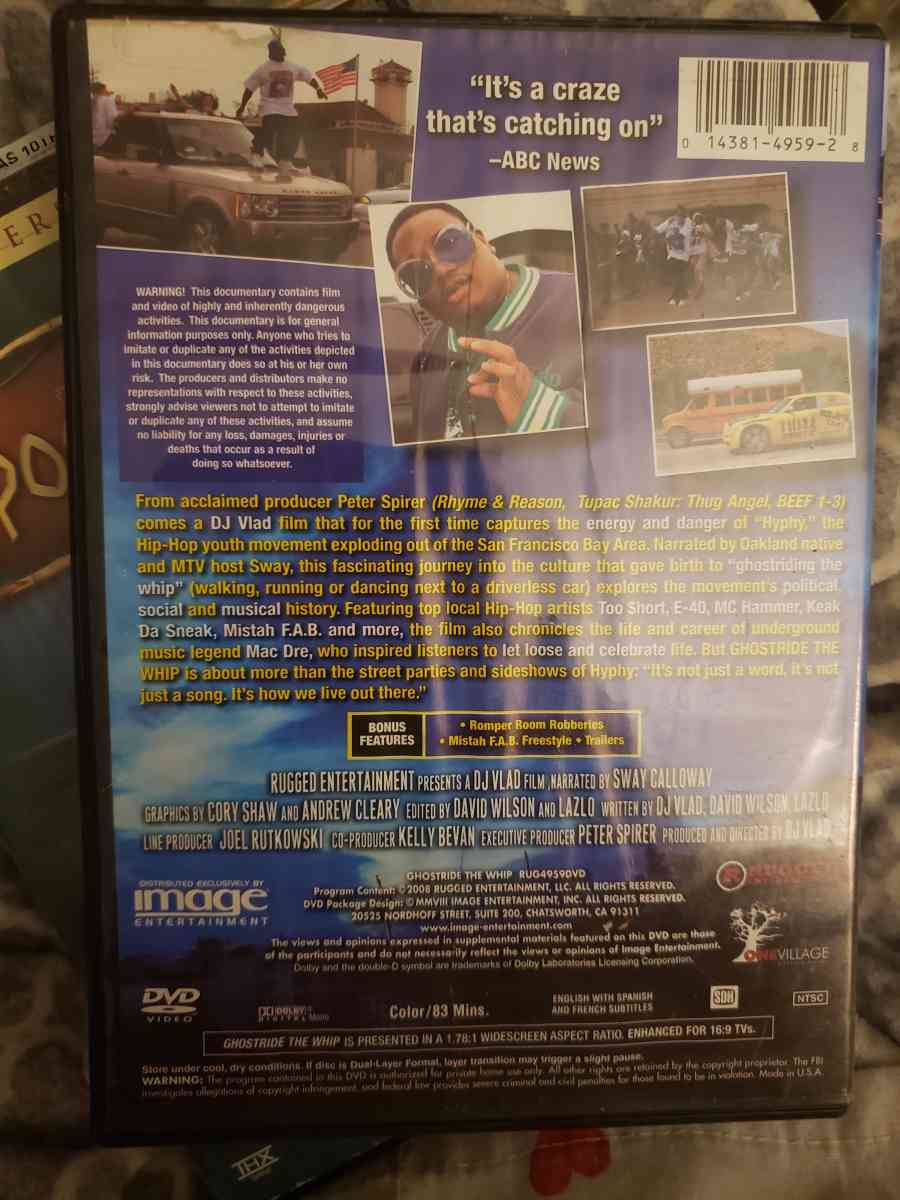 "It's a craze
that's catching on"
–ABC News
0 14381-4959-2 8
AS 101
ER
PO
WARNING! This documentary contains film
and video of highly and inherently dangerous
activities. This documentary is for general
information purposes only. Anyone who tries to
imitate or duplicate any of the activities depicted
in this documentary does so at his or her own
risk. The producers and distributors make no
representations with respect to these activities,
strongly advise viewers not to attempt to imitate
or duplicate any of these activities, and assume
no liability for any loss, damages, injuries or
deaths that occur as a result of
doing so whatsoever.
From acclaimed producer Peter Spirer (Rhyme & Reason, Tupac Shakur: Thug Angel, BEEF 1-3)
comes a DJ Vlad film that for the first time captures the energy and danger of "Hyphy," the
Hip-Hop youth movement exploding out of the San Francisco Bay Area. Narrated by Oakland native
and MTV host Sway, this fascinating journey into the culture that gave birth to "ghostriding the
whip" (walking, running or dancing next to a driverless car) explores the movement's political,
social and musical history. Featuring top local Hip-Hop artists Too Short, E-40, MC Hammer, Keak
Da Sneak, Mistah F.A.B. and more, the film also chronicles the life and career of underground
music legend Mac Dre, who inspired listeners to let loose and celebrate life. But GHOSTRIDE THE
WHIP is about more than the street parties and sideshows of Hyphy: "It's not just a word, it's not
just a song. It's how we live out there."
BONUS
FEATURES
• Romper Room Robberies
• Mistah F.A.B. Freestyle • Trailers
RUGGED ENTERTAINMENT PRESENTS A DJ VLAD FILM NARRATED BY SWAY CALLOWAY
GRAPHICS BY CORY SHAW AND ANDREW CLEARY EDITED BY DAVID WILSON AND LAZLO WRITTEN BY DJ VLAD, DAVID WILSON, LAZLO
LINE PRODUCER JOEL RUTKOWSKI CO-PRODUCER KELLY BEVAN EXECUTIVE PRODUCER PETER SPIRER PRODUCED AND DIRECTED BY DJ VLAD
DISTRIBUTED EXCLUSIVELY BY
image
ENTERTAINMENT
GHOSTRIDE THE WHIP RUG4959DVD
Program Content: © 2008 RUGGED ENTERTAINMENT, LLC. ALL RIGHTS RESERVED.
DVD Package Design: © MMVIII IMAGE ENTERTAINMENT, INC. ALL RIGHTS RESERVED.
20525 NORDHOFF STREET, SUITE 200, CHATSWORTH, CA 91311
www.image-entertainment.com
The views and opinions expressed in supplemental materials featured on this DVD are those
of the participants and do not necessarily reflect the views or opinions of Image Entertainment.
Dolby and the double-D symbol are trademarks of Dolby Laboratories Licensing Corporation.
RUGGED
ONEVILLAGE
DVD
VIDEO
DOLBY
DIGITAL Mono
Color/83 Mins.
ENGLISH WITH SPANISH
AND FRENCH SUBTITLES
SDH
NTSC
GHOSTRIDE THE WHIP IS PRESENTED IN A 1.78:1 WIDESCREEN ASPECT RATIO. ENHANCED FOR 16:9 TVs.
Store under cool, dry conditions. If disc is Dual-Layer Format, layer transition may trigger a slight pause.
WARNING: The program contained in this DVD is authorized for private home use only. All other rights are retained by the copyright proprietor. The FBI
investigates allegations of copyright infringement, and federal law provides severe criminal and civil penalties for those found to be in violation. Made in U.S.A.
THX